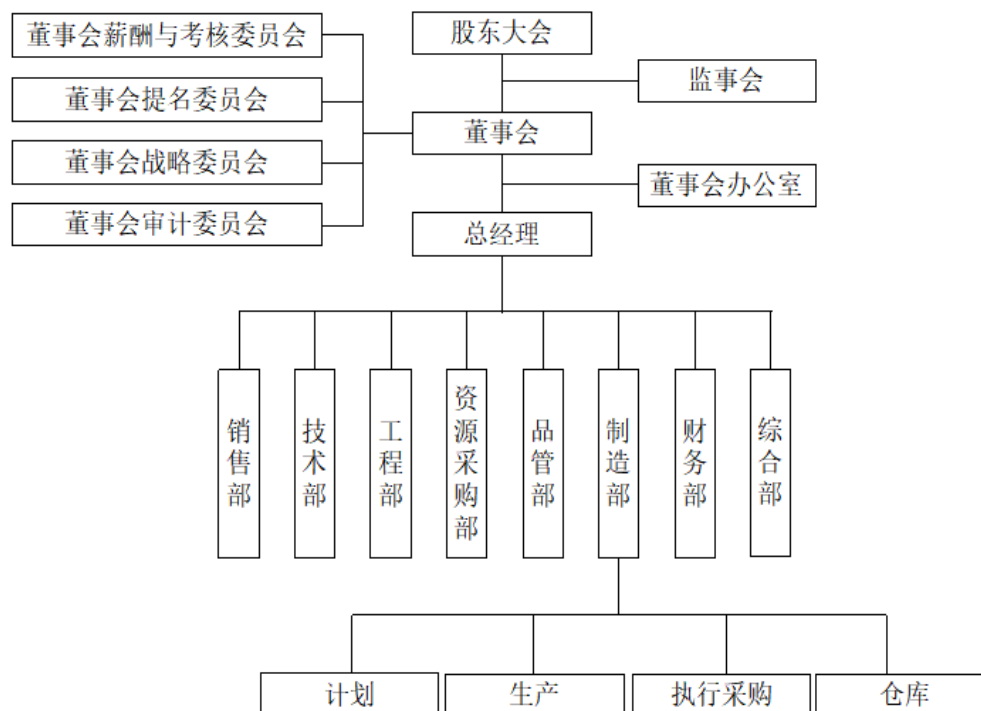 董事会薪酬与考核委员会
股东大会
监事会
董事会提名委员会
董事会
董事会战略委员会
董事会办公室
董事会审计委员会
总经理
销售部
技术部
工程部
资源采购部
品管部
制造部
财务部
综合部
计划
生产
执行采购
仓库